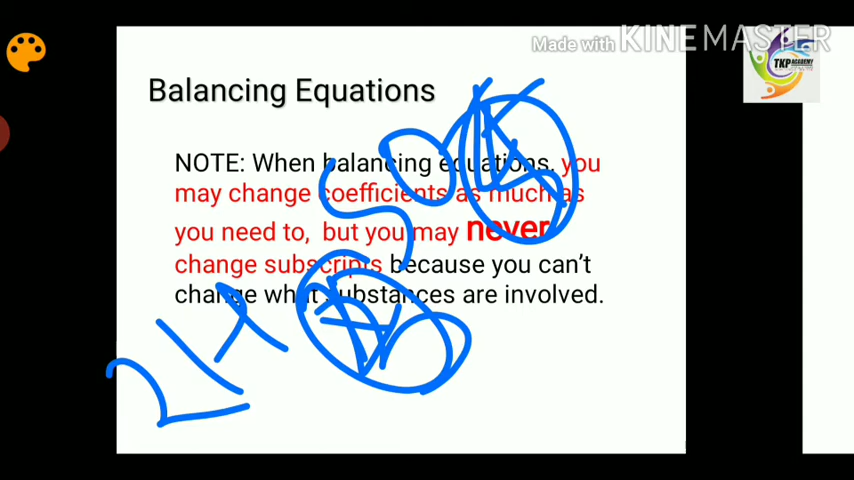 Made with KINEMASTER
TKP ACADEMY
Balancing Equations
NOTE: When balancing equations, you
may change coefficients as much as
you need to, but you may never
change subscripts because you can't
change what substances are involved.
2H2SO4